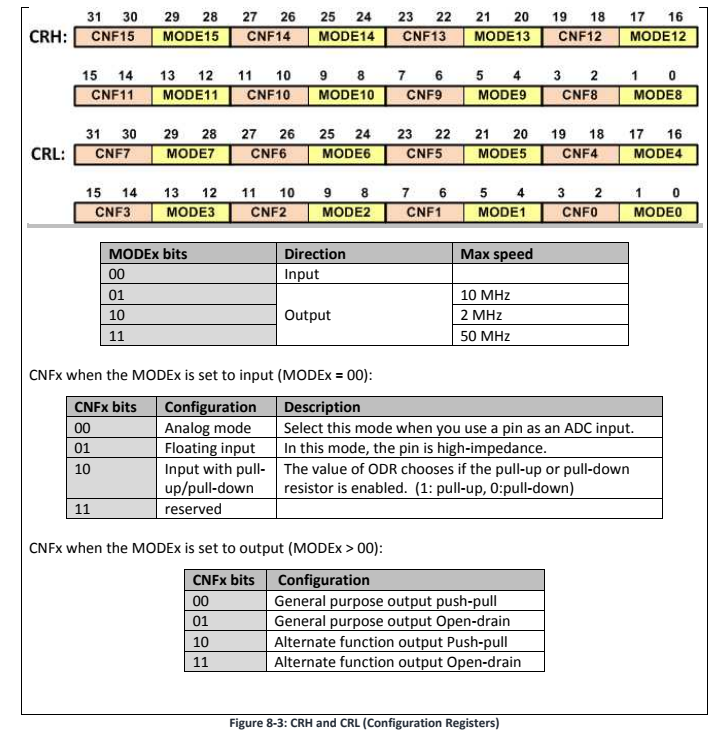 31 30 29 28 27 26 25 24 23 22 21 20 19 18 17 16
CRH: CNF15 MODE15 CNF14 MODE14 CNF13 MODE13 CNF12 MODE12
15 14 13 12 11 10 9 8 7 6 5 4 3 2 1 0
CNF11 MODE11 CNF10 MODE10 CNF9 MODE9 CNF8 MODE8
31 30 29 28 27 26 25 24 23 22 21 20 19 18 17 16
CRL: CNF7 MODE7 CNF6 MODE6 CNF5 MODE5 CNF4 MODE4
15 14 13 12 11 10 9 8 7 6 5 4 3 2 1 0
CNF3 MODE3 CNF2 MODE2 CNF1 MODE1 CNF0 MODE0
MODEx bits Direction Max speed
00 Input
01 10 MHz
10 Output 2 MHz
11 50 MHz
CNFx when the MODEx is set to input (MODEx = 00):
CNFx bits Configuration Description
00 Analog mode Select this mode when you use a pin as an ADC input.
01 Floating input In this mode, the pin is high-impedance.
10 Input with pull- The value of ODR chooses if the pull-up or pull-down
up/pull-down resistor is enabled. (1: pull-up, 0:pull-down)
11 reserved
CNFx when the MODEx is set to output (MODEx > 00):
CNFx bits Configuration
00 General purpose output push-pull
01 General purpose output Open-drain
10 Alternate function output Push-pull
11 Alternate function output Open-drain
Figure 8-3: CRH and CRL (Configuration Registers)